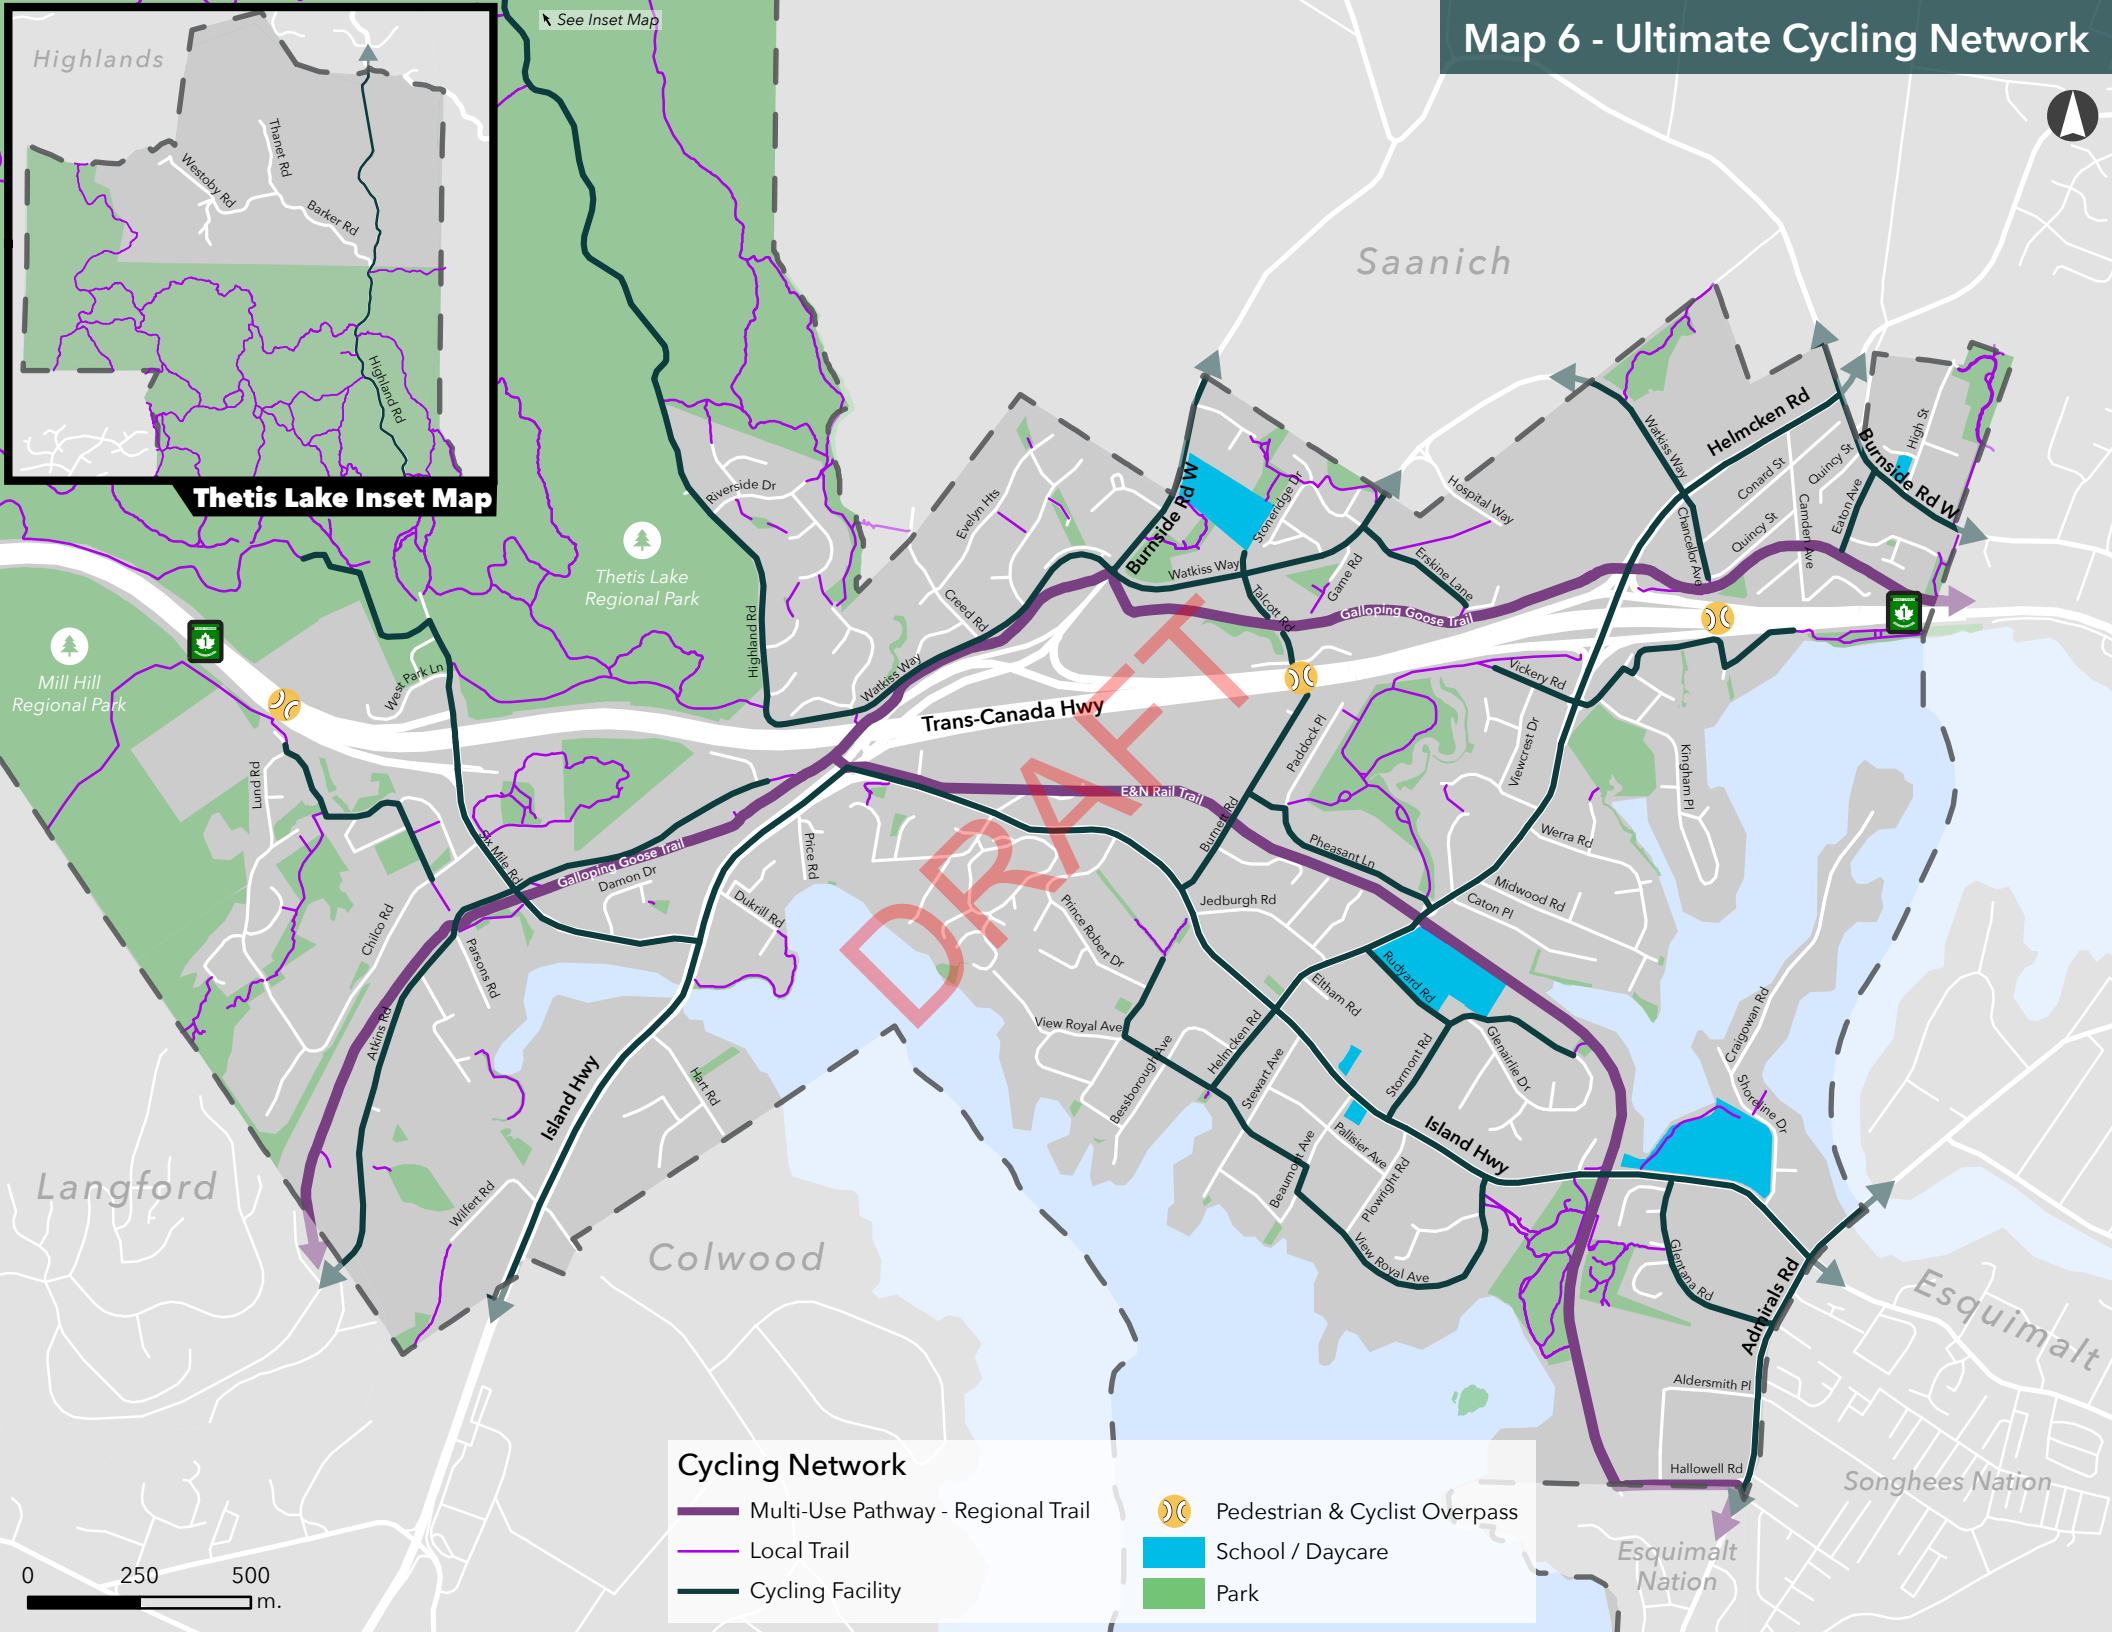 See Inset Map
Map 6 - Ultimate Cycling Network
Highlands
Thanet Rd
Westoby Rd
Barker Rd
Highland Rd
Thetis Lake Inset Map
Saanich
Helmcken Rd
Watkiss Way
High St
Burnside Rd W
Quincy St
Conard St
Camden Ave
Eaton Ave
Quincy St
Chancellor Ave
Hospital Way
Riverside Dr
Evelyn Hts
Burnside Rd W
Stoneridge Dr
Watkiss Way
Game Rd
Erskine Lane
Talcott Rd
Galloping Goose Trail
Creed Rd
Thetis Lake
Regional Park
Highland Rd
Watkiss Way
Mill Hill
Regional Park
West Park Ln
1
1
Trans-Canada Hwy
Vickery Rd
Paddock Pl
Viewcrest Dr
Kingham Pl
Lund Rd
E&N Rail Trail
Burnett Rd
Pheasant Ln
Werra Rd
Six Mile Rd
Galloping Goose Trail
Damon Dr
Price Rd
Dukrill Rd
Jedburgh Rd
Midwood Rd
Caton Pl
Chilco Rd
Parsons Rd
Prince Robert Dr
Rudyard Rd
Eltham Rd
Atkins Rd
View Royal Ave
Helmcken Rd
Bessborough Ave
Stewart Ave
Stormont Rd
Glenairlie Dr
Craigowan Rd
Shoreline Dr
Island Hwy
Hart Rd
Island Hwy
Pallisier Ave
Beaumont Ave
Plowright Rd
View Royal Ave
Wilfert Rd
Langford
Colwood
Glentana Rd
Admirals Rd
Esquimalt
Aldersmith Pl
Hallowell Rd
Songhees Nation
Esquimalt
Nation
DRAFT
Cycling Network
Multi-Use Pathway - Regional Trail
Local Trail
Cycling Facility
Pedestrian & Cyclist Overpass
School / Daycare
Park
0 250 500
m.